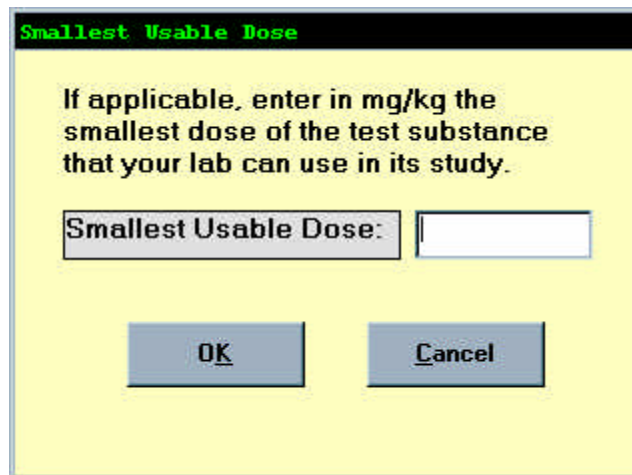 Smallest Usable Dose
If applicable, enter in mg/kg the
smallest dose of the test substance
that your lab can use in its study.
Smallest Usable Dose:
OK
Cancel